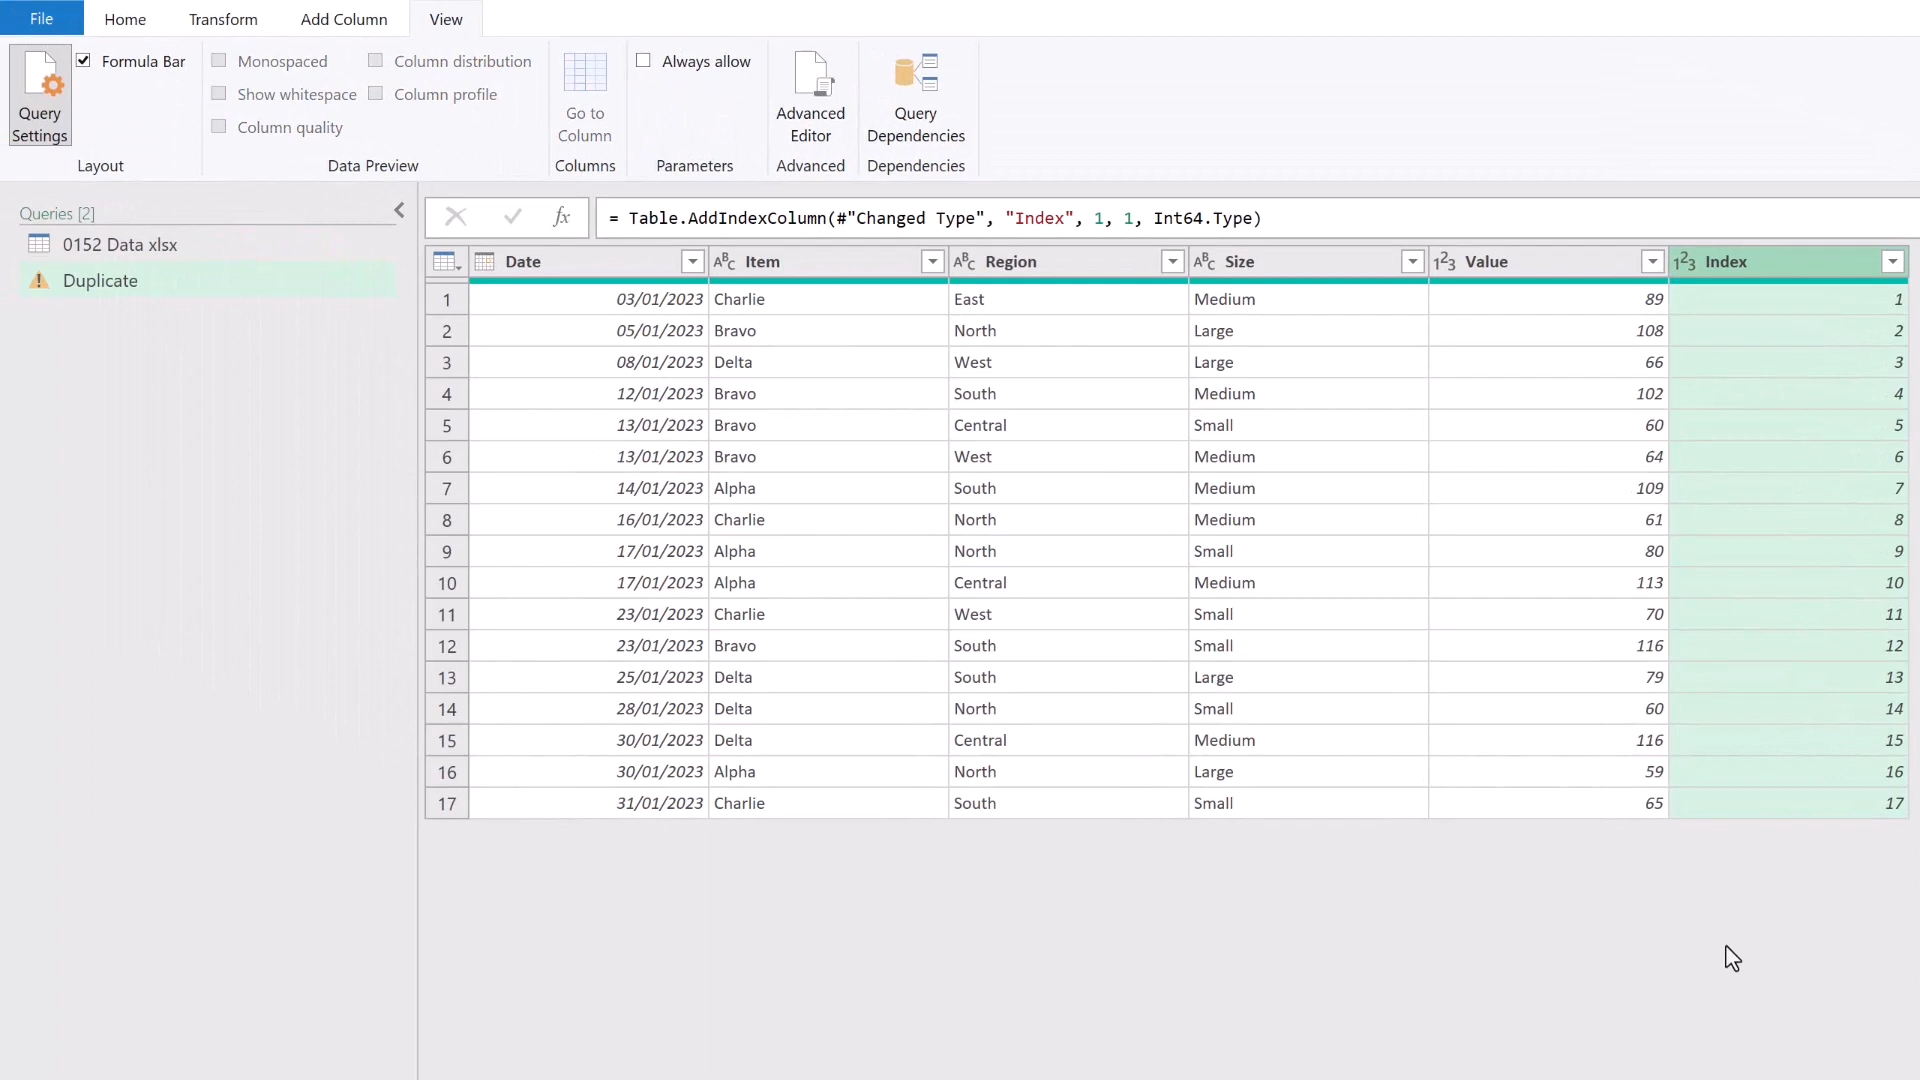 File Home Transform Add Column View
Formula Bar Monospaced Column distribution Always allow
Show whitespace Column profile
Query Settings Column quality Go to Column Advanced Editor Query Dependencies
Layout Data Preview Columns Parameters Advanced Dependencies
Queries [2]
0152 Data xlsx
Duplicate
fx = Table.AddIndexColumn(#"Changed Type", "Index", 1, 1, Int64.Type)
Date ABC Item ABC Region ABC Size 123 Value 123 Index
1 03/01/2023 Charlie East Medium 89 1
2 05/01/2023 Bravo North Large 108 2
3 08/01/2023 Delta West Large 66 3
4 12/01/2023 Bravo South Medium 102 4
5 13/01/2023 Bravo Central Small 60 5
6 13/01/2023 Bravo West Medium 64 6
7 14/01/2023 Alpha South Medium 109 7
8 16/01/2023 Charlie North Medium 61 8
9 17/01/2023 Alpha North Small 80 9
10 17/01/2023 Alpha Central Medium 113 10
11 23/01/2023 Charlie West Small 70 11
12 23/01/2023 Bravo South Small 116 12
13 25/01/2023 Delta South Large 79 13
14 28/01/2023 Delta North Small 60 14
15 30/01/2023 Delta Central Medium 116 15
16 30/01/2023 Alpha North Large 59 16
17 31/01/2023 Charlie South Small 65 17